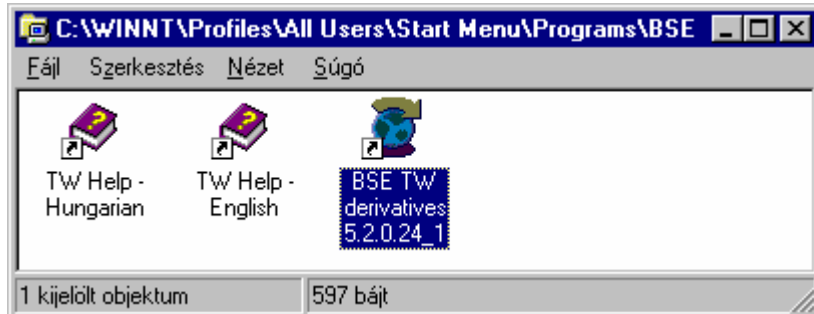 C:\WINNT\Profiles\All Users\Start Menu\Programs\BSE
Fájl Szerkesztés Nézet Súgó
TW Help -
Hungarian
TW Help -
English
BSE TW
derivatives
5.2.0.24_1
1 kijelölt objektum
597 bájt